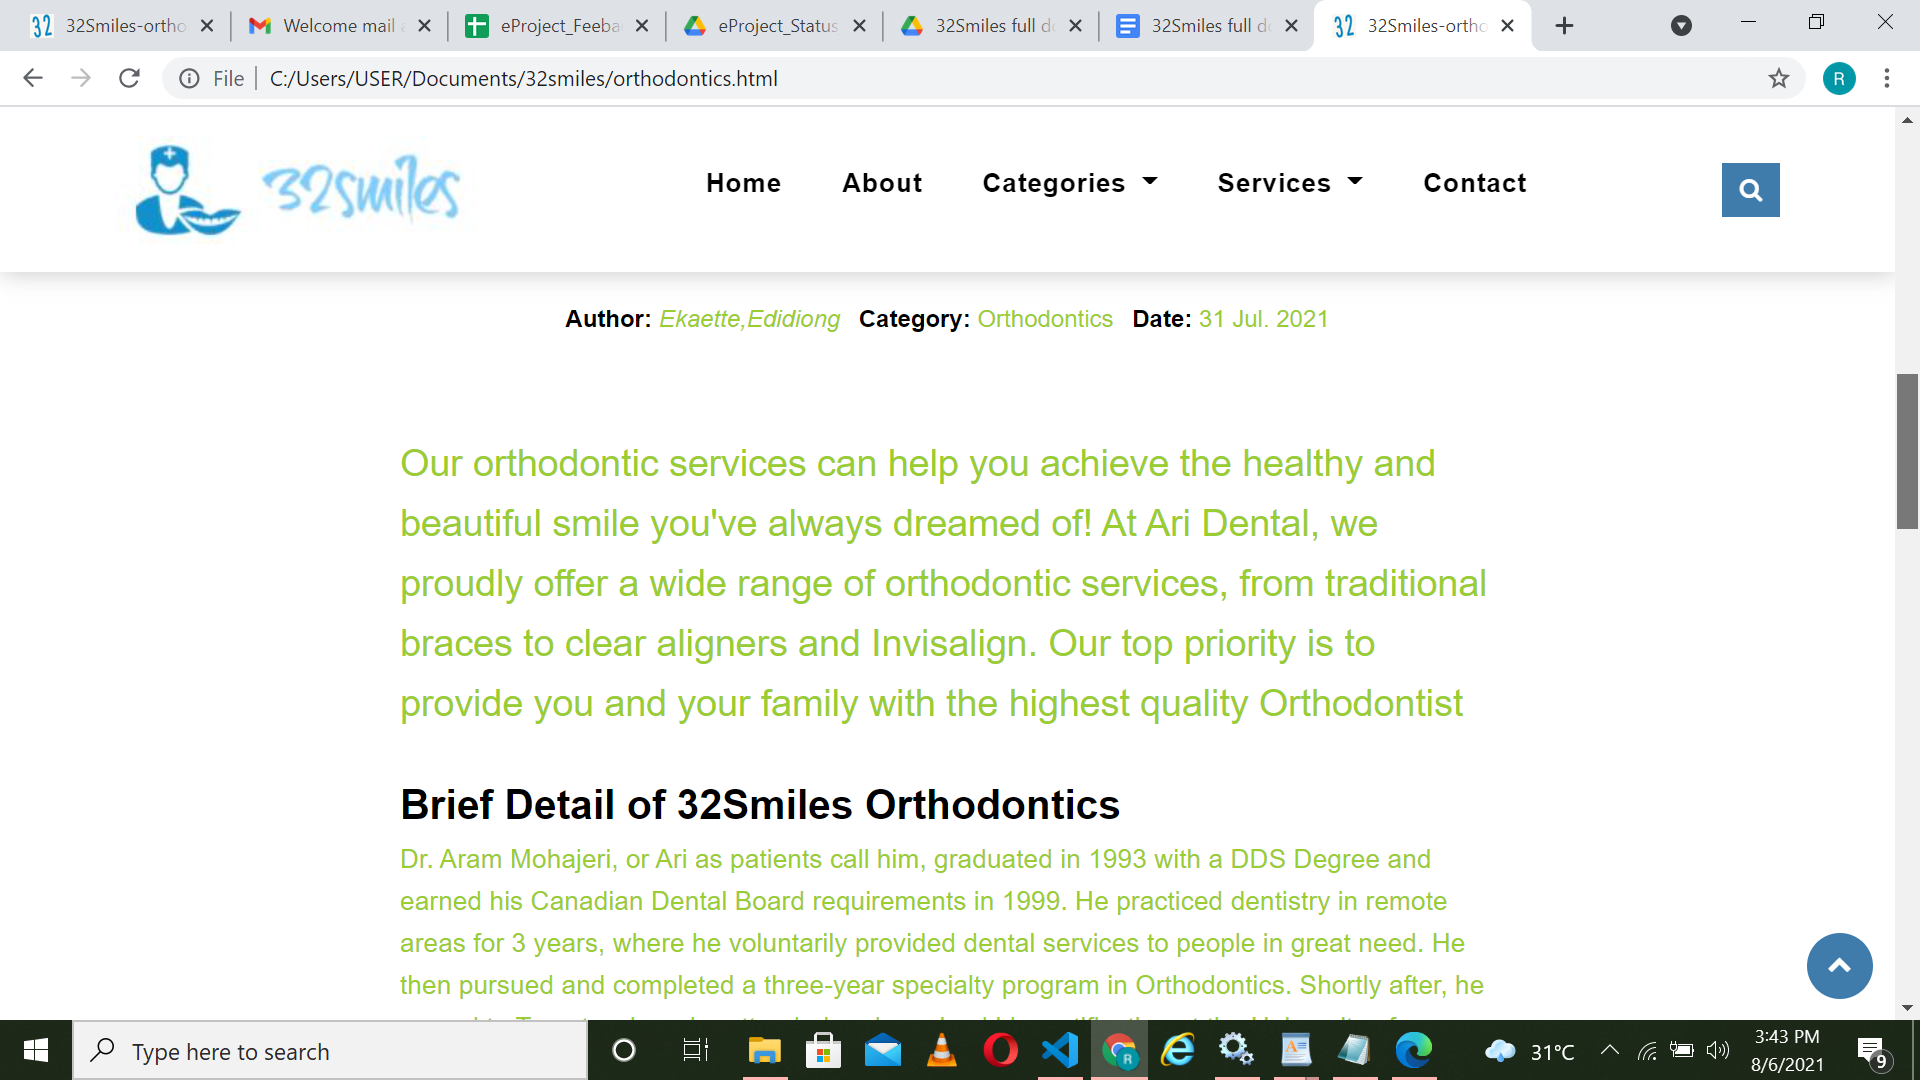 32Smiles-ortho
Welcome mail a
eProject_Feeba
eProject_Status
32Smiles full do
32Smiles full do
32Smiles-ortho
File
C:/Users/USER/Documents/32smiles/orthodontics.html
R
32smiles
Home
About
Categories
Services
Contact
Author: Ekaette,Edidiong Category: Orthodontics Date: 31 Jul. 2021
Our orthodontic services can help you achieve the healthy and
beautiful smile you've always dreamed of! At Ari Dental, we
proudly offer a wide range of orthodontic services, from traditional
braces to clear aligners and Invisalign. Our top priority is to
provide you and your family with the highest quality Orthodontist
Brief Detail of 32Smiles Orthodontics
Dr. Aram Mohajeri, or Ari as patients call him, graduated in 1993 with a DDS Degree and
earned his Canadian Dental Board requirements in 1999. He practiced dentistry in remote
areas for 3 years, where he voluntarily provided dental services to people in great need. He
then pursued and completed a three-year specialty program in Orthodontics. Shortly after, he
Type here to search
31°C
3:43 PM
8/6/2021
9